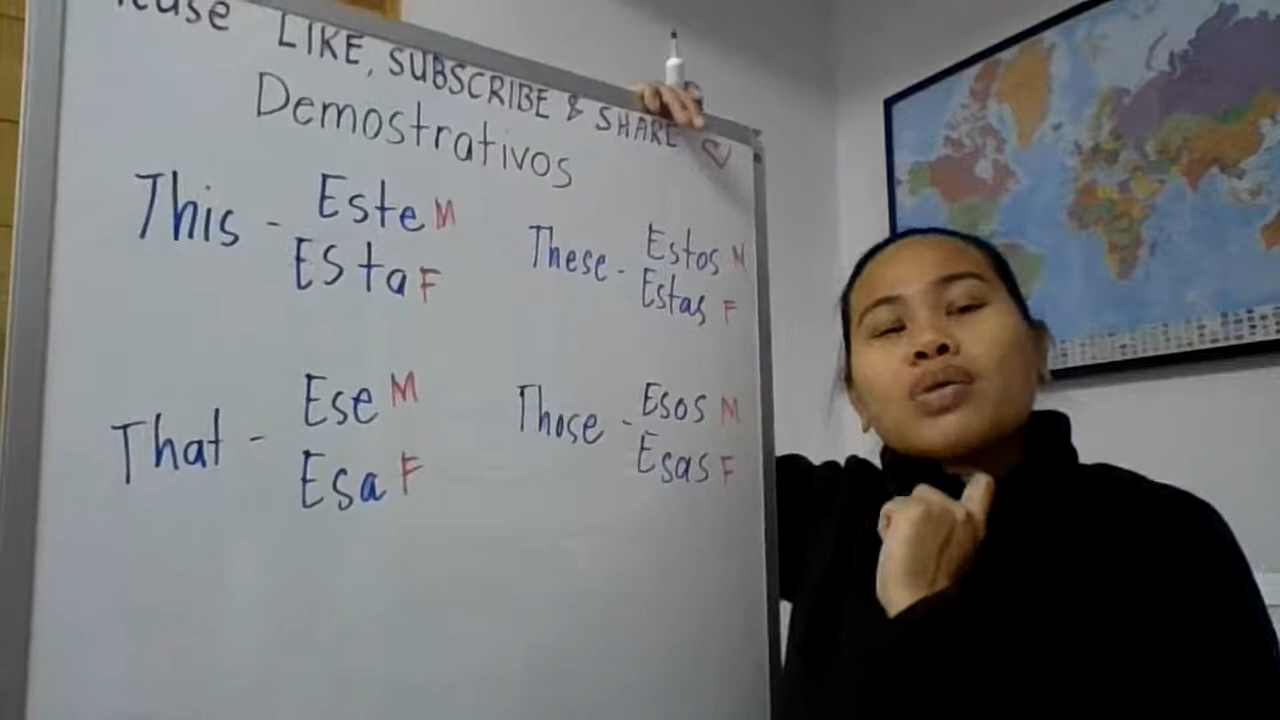 LIKE, SUBSCRIBE & SHARE
Demostrativos
This - Este M
Esta F
These - Estos M
Estas F
That - Ese M
Esa F
Those - Esos M
Esas F